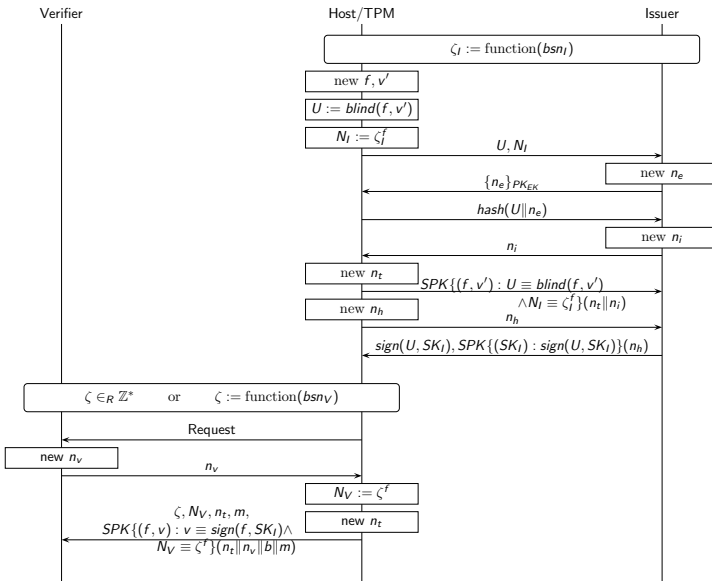 Verifier Host/TPM Issuer
ζ_I := function(bsn_I)
new f, v′
U := blind(f, v′)
N_I := ζ_I^f
U, N_I
new n_e
{n_e}_{PK_EK}
hash(U‖n_e)
new n_i
n_i
new n_t
SPK{(f, v′) : U ≡ blind(f, v′)
∧N_I ≡ ζ_I^f}(n_t‖n_i)
new n_h
n_h
sign(U, SK_I), SPK{(SK_I) : sign(U, SK_I)}(n_h)
ζ ∈_R ℤ* or ζ := function(bsn_V)
Request
new n_v
n_v
N_V := ζ^f
new n_t
ζ, N_V, n_t, m,
SPK{(f, v) : v ≡ sign(f, SK_I)∧
N_V ≡ ζ^f}(n_t‖n_v‖b‖m)